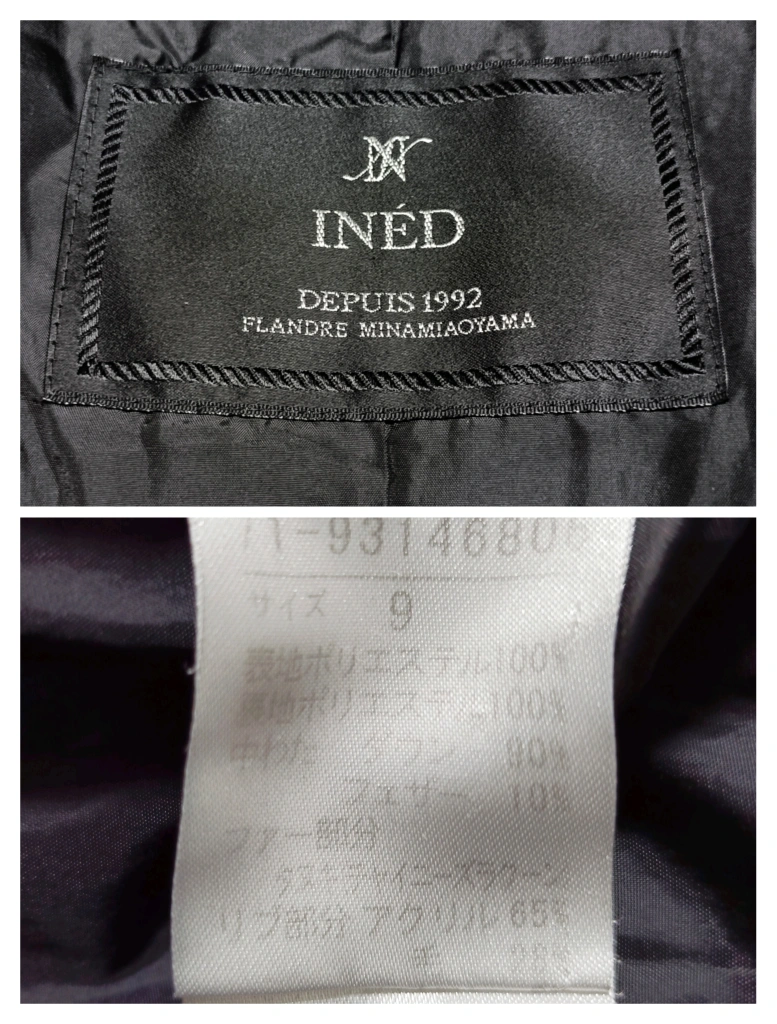 INÉD
DEPUIS 1992
FLANDRE MINAMIAOYAMA
11-93146806
サイズ 9
表地ポリエステル100%
裏地ポリエステル100%
中わた ダウン 90%
フェザー 10%
ファー部分
リブ部分 アクリル 65%
毛